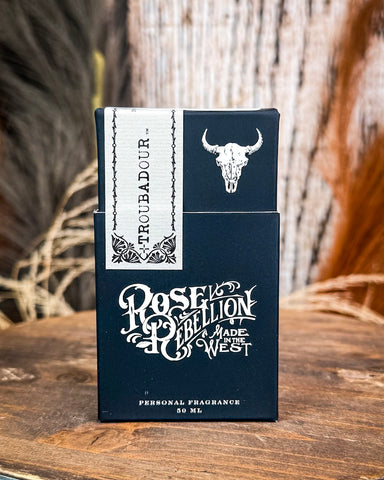 TROUBADOUR™
ROSE
REBELLION
MADE
IN THE
WEST
PERSONAL FRAGRANCE
50 ML